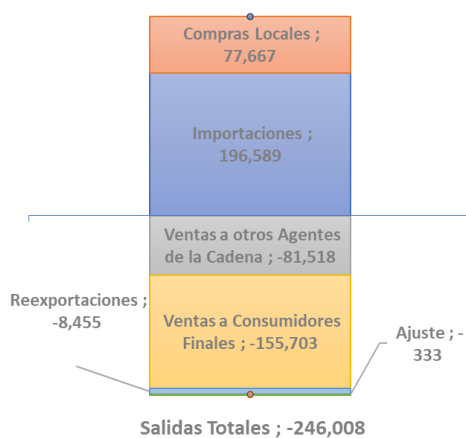 Compras Locales ;
77,667
Importaciones ;
196,589
Ventas a otros Agentes
de la Cadena ; -81,518
Reexportaciones ;
-8,455
Ventas a Consumidores
Finales ; -155,703
Ajuste ; -
333
Salidas Totales ; -246,008